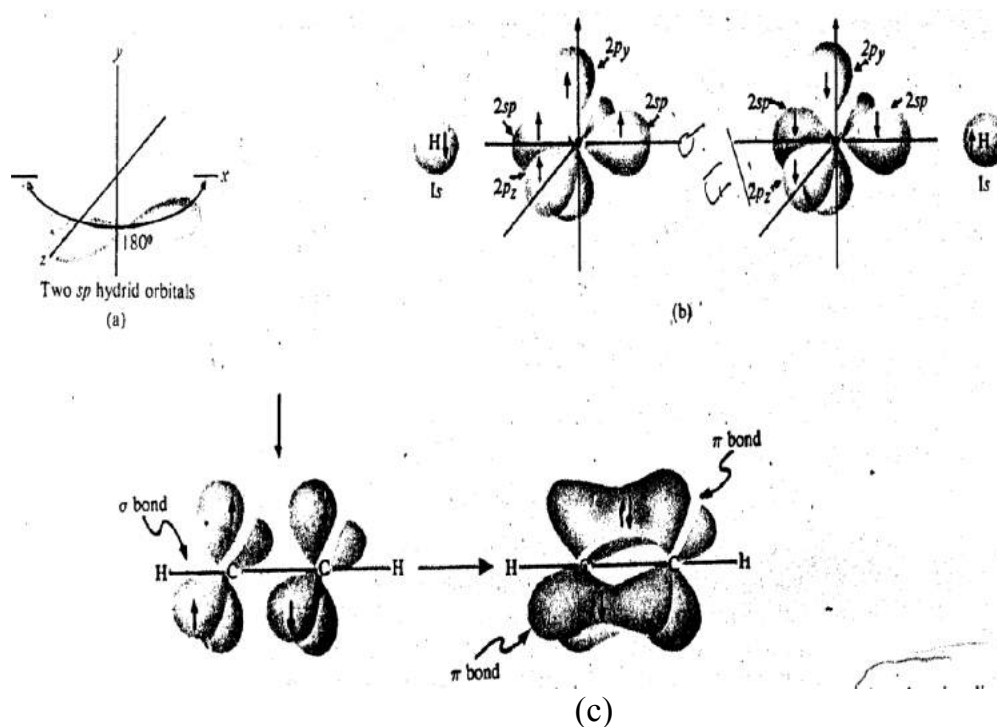 y
x
z
180°
Two sp hydrid orbitals
(a)
2py
2sp
2sp
H
1s
2pz
2py
2sp
2sp
H
1s
2pz
(b)
σ bond
H
C
C
H
π bond
H
C
C
H
π bond
(c)